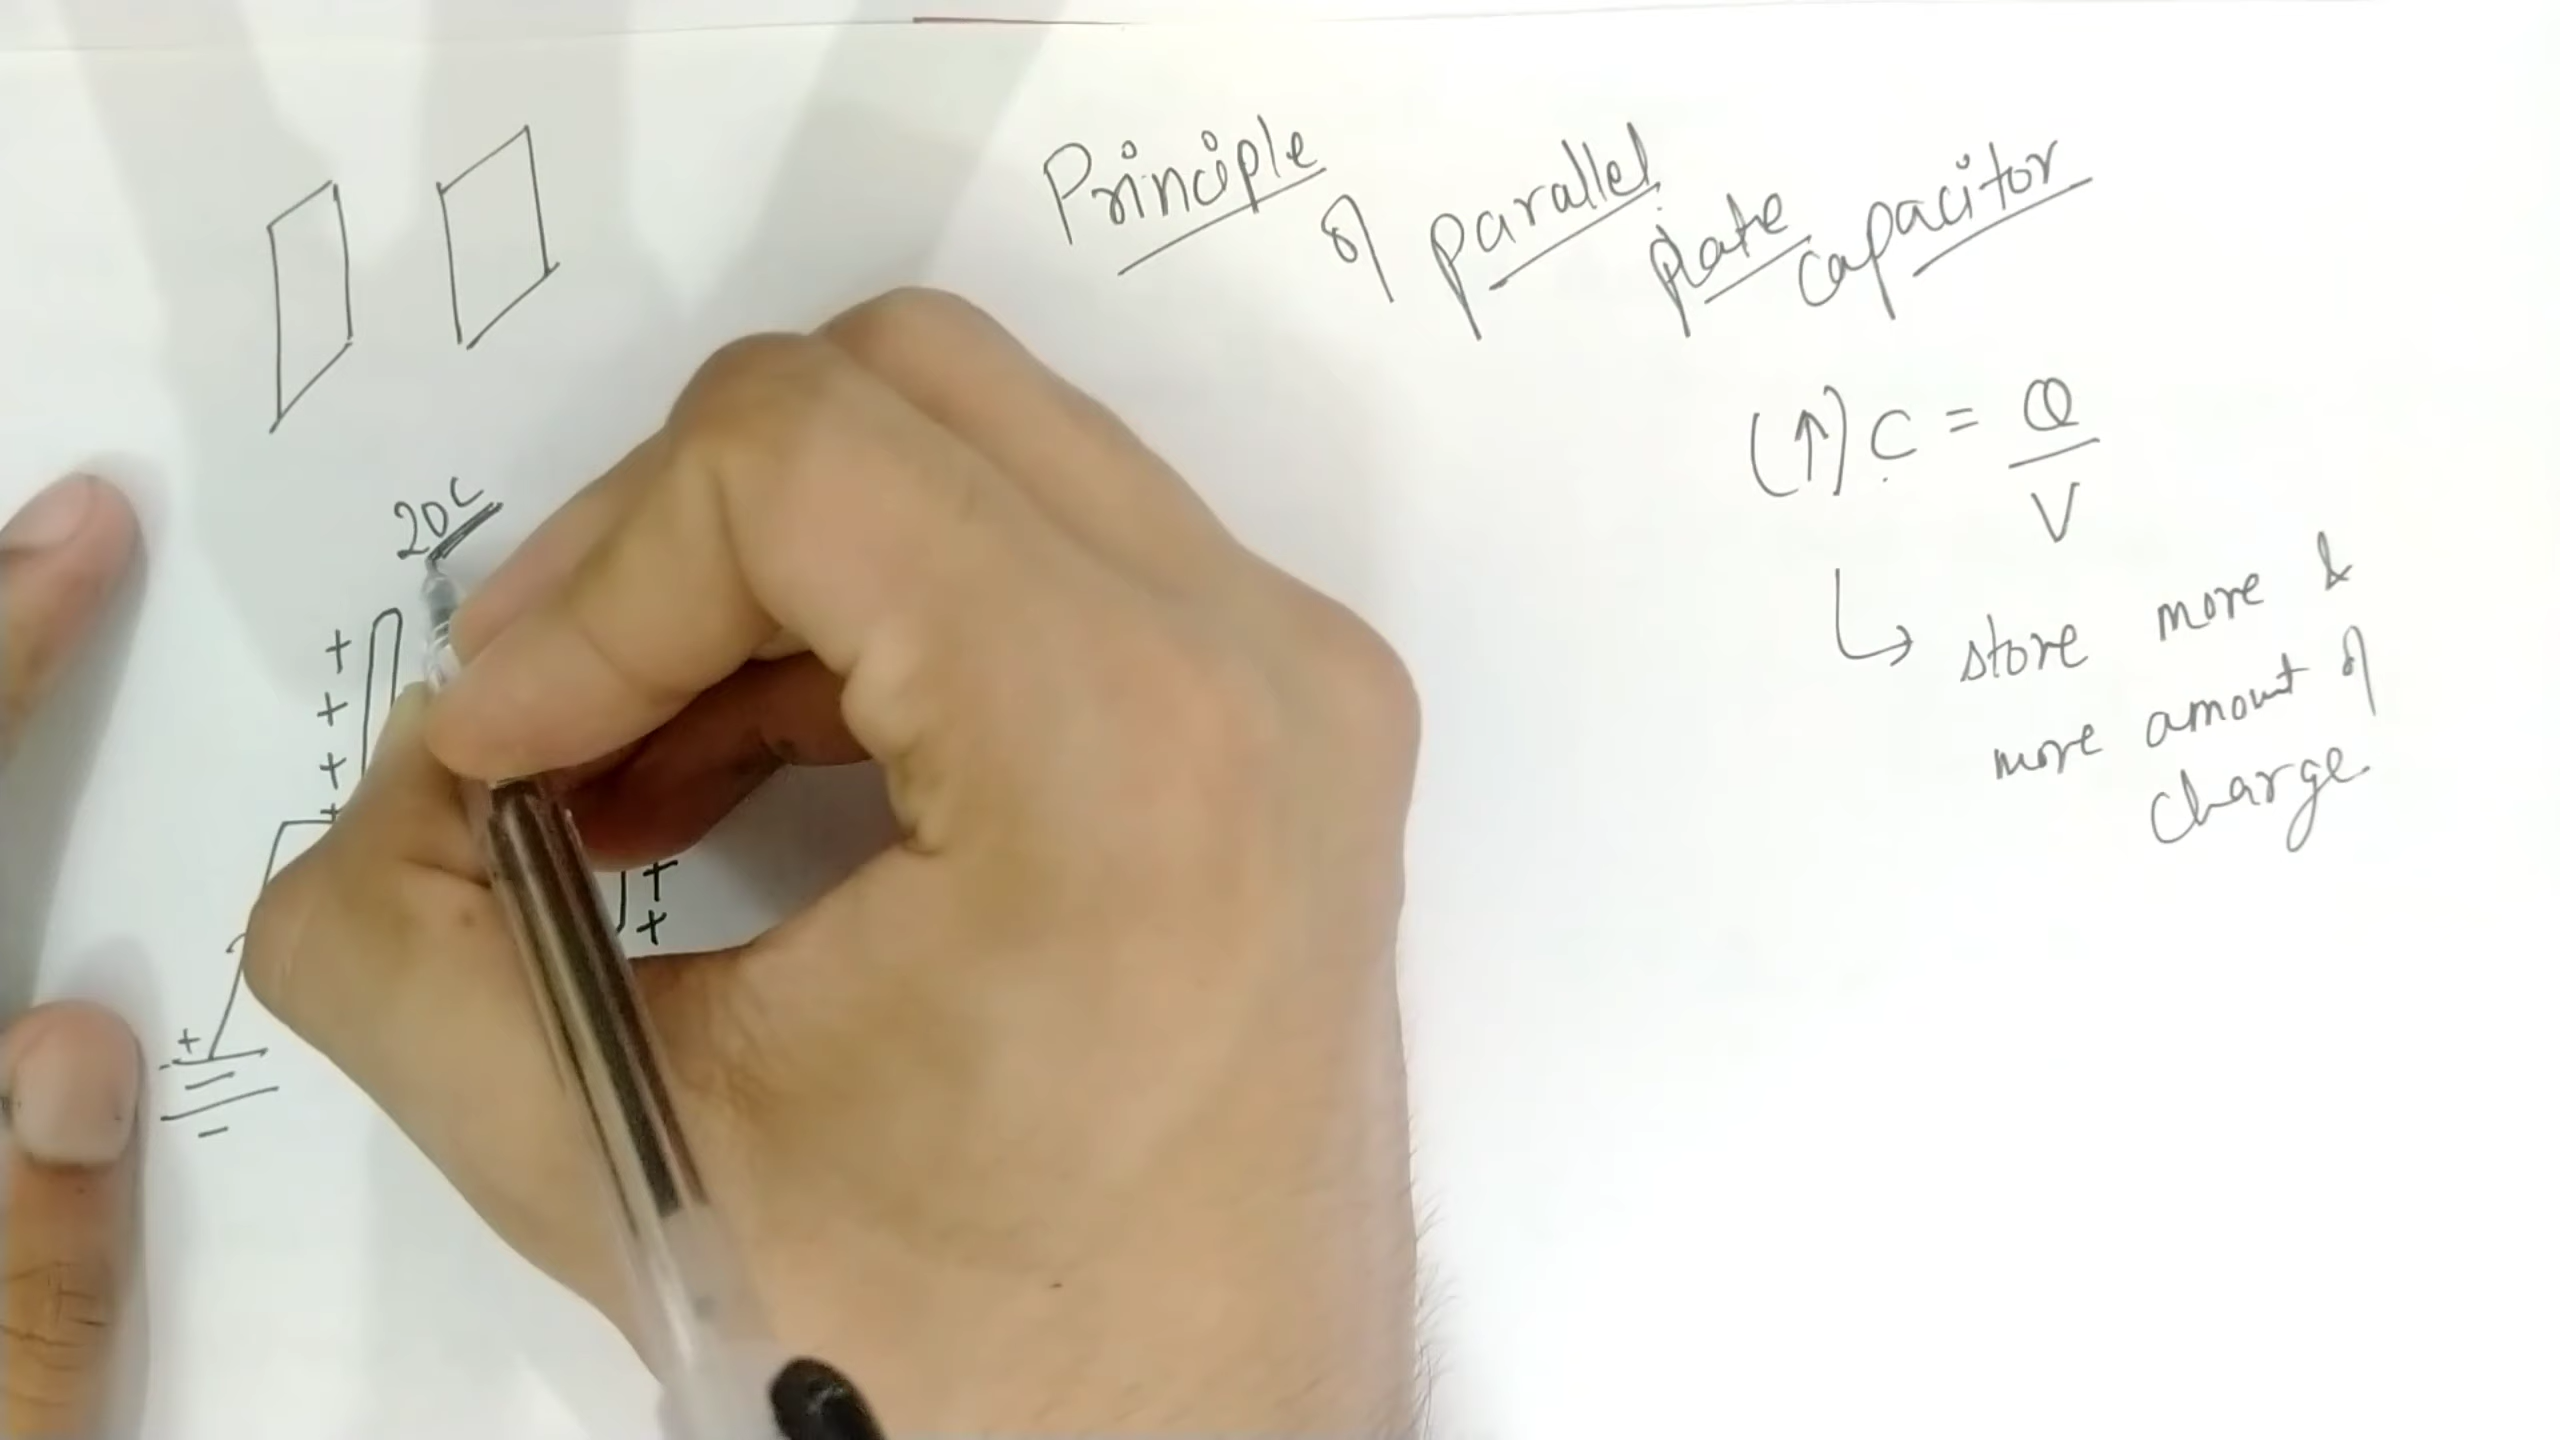 Principle of parallel plate capacitor
(↑) C = Q/V
↳ store more &
more amount of
charge
20C
+
+
+
+
+
+
+
-